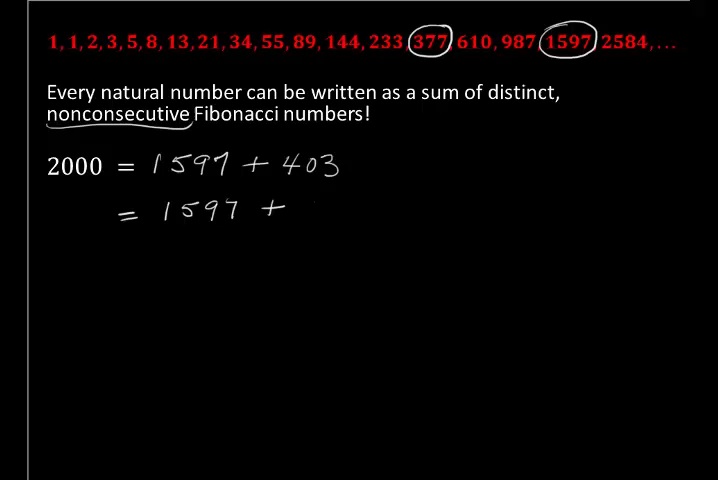 1, 1, 2, 3, 5, 8, 13, 21, 34, 55, 89, 144, 233, 377, 610, 987, 1597, 2584, ...
Every natural number can be written as a sum of distinct,
nonconsecutive Fibonacci numbers!
2000 = 1597 + 403
= 1597 +